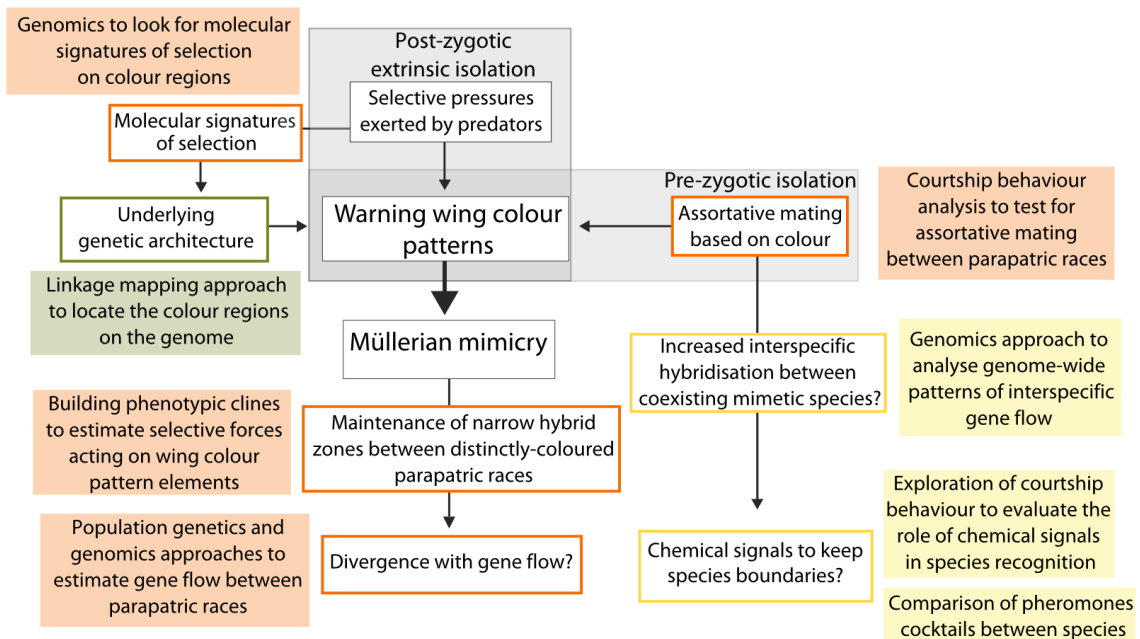 Genomics to look for molecular
signatures of selection
on colour regions
Post-zygotic
extrinsic isolation
Selective pressures
exerted by predators
Molecular signatures
of selection
Pre-zygotic isolation
Underlying
genetic architecture
Warning wing colour
patterns
Assortative mating
based on colour
Courtship behaviour
analysis to test for
assortative mating
between parapatric races
Linkage mapping approach
to locate the colour regions
on the genome
Müllerian mimicry
Increased interspecific
hybridisation between
coexisting mimetic species?
Genomics approach to
analyse genome-wide
patterns of interspecific
gene flow
Building phenotypic clines
to estimate selective forces
acting on wing colour
pattern elements
Maintenance of narrow hybrid
zones between distinctly-coloured
parapatric races
Population genetics and
genomics approaches to
estimate gene flow between
parapatric races
Divergence with gene flow?
Chemical signals to keep
species boundaries?
Exploration of courtship
behaviour to evaluate the
role of chemical signals
in species recognition
Comparison of pheromones
cocktails between species